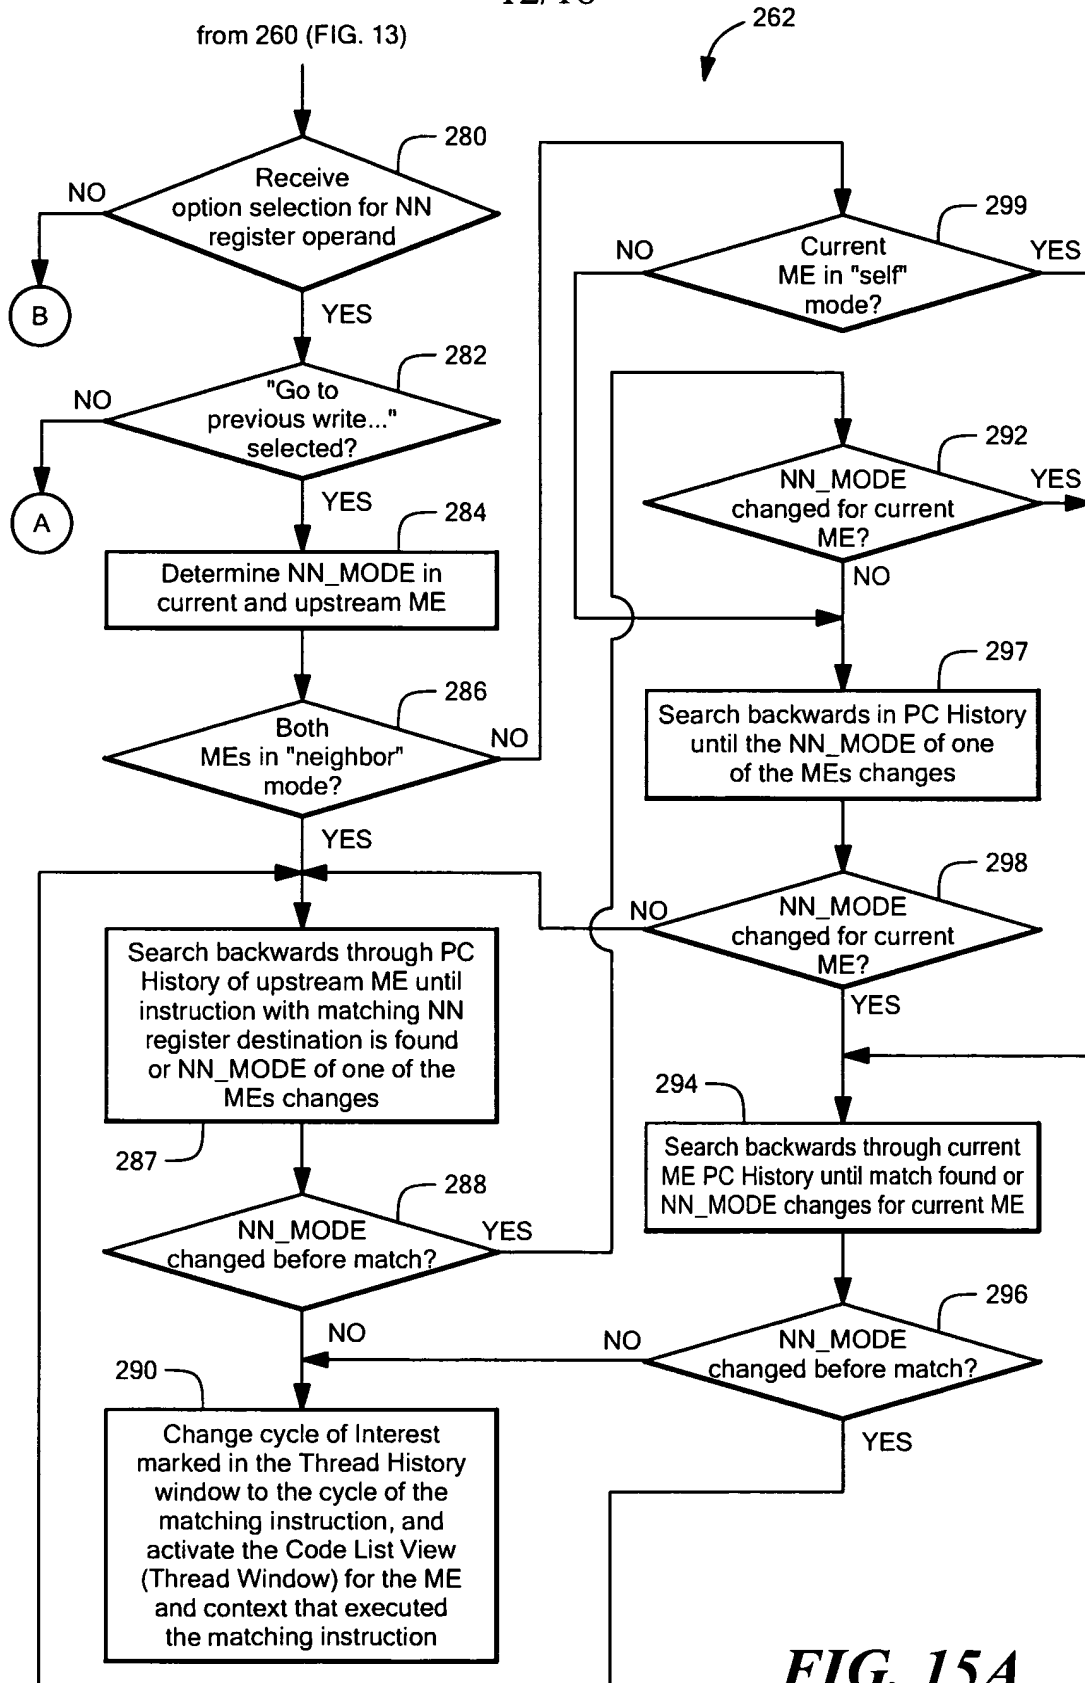 12/18
from 260 (FIG. 13)
262
280
Receive
option selection for NN
register operand
NO
B
YES
282
"Go to
previous write..."
selected?
NO
A
YES
284
Determine NN_MODE in
current and upstream ME
286
Both
MEs in "neighbor"
mode?
NO
YES
Search backwards through PC
History of upstream ME until
instruction with matching NN
register destination is found
or NN_MODE of one of the
MEs changes
287
288
NN_MODE
changed before match?
YES
NO
290
Change cycle of Interest
marked in the Thread History
window to the cycle of the
matching instruction, and
activate the Code List View
(Thread Window) for the ME
and context that executed
the matching instruction
299
Current
ME in "self"
mode?
NO
YES
292
NN_MODE
changed for current
ME?
YES
NO
297
Search backwards in PC History
until the NN_MODE of one
of the MEs changes
298
NN_MODE
changed for current
ME?
NO
YES
294
Search backwards through current
ME PC History until match found or
NN_MODE changes for current ME
296
NN_MODE
changed before match?
NO
YES
FIG. 15A